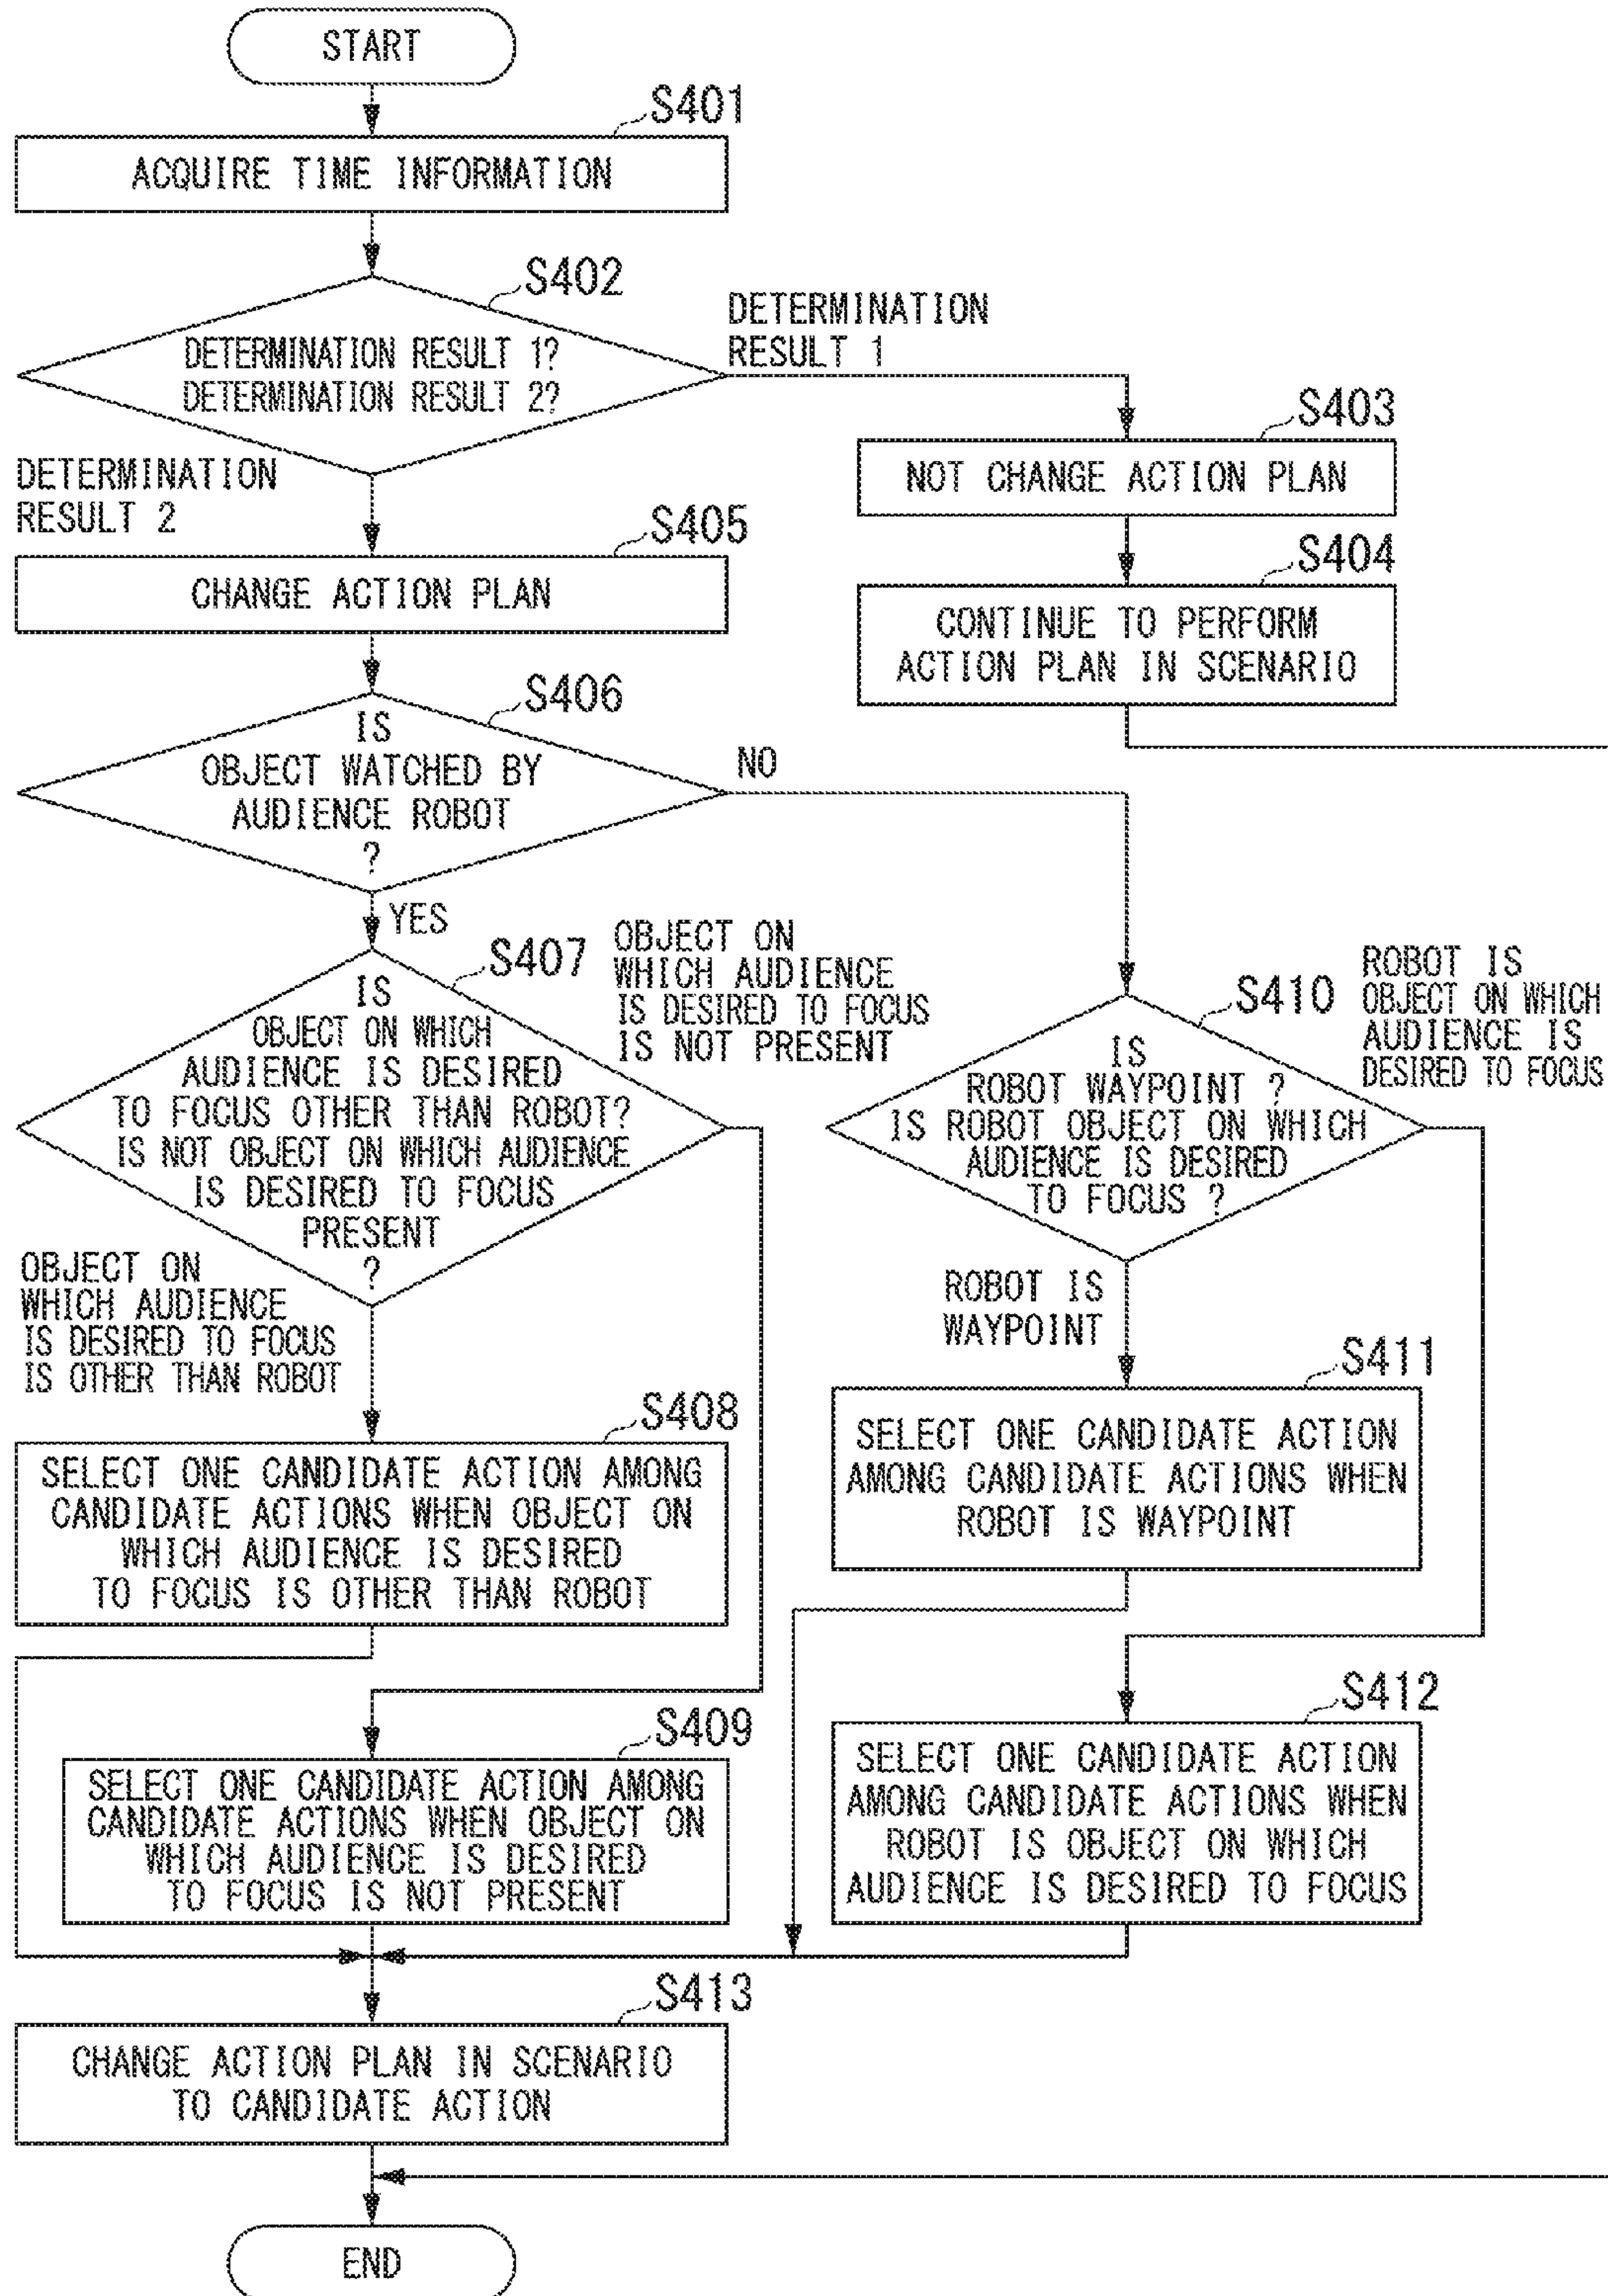 START
S401
ACQUIRE TIME INFORMATION
S402
DETERMINATION RESULT 1?
DETERMINATION RESULT 2?
DETERMINATION
RESULT 1
S403
NOT CHANGE ACTION PLAN
S404
CONTINUE TO PERFORM
ACTION PLAN IN SCENARIO
DETERMINATION
RESULT 2
S405
CHANGE ACTION PLAN
S406
IS
OBJECT WATCHED BY
AUDIENCE ROBOT
?
NO
YES
S407
IS
OBJECT ON WHICH
AUDIENCE IS DESIRED
TO FOCUS OTHER THAN ROBOT?
IS NOT OBJECT ON WHICH AUDIENCE
IS DESIRED TO FOCUS
PRESENT
?
OBJECT ON
WHICH AUDIENCE
IS DESIRED TO FOCUS
IS NOT PRESENT
S410
IS
ROBOT WAYPOINT ?
IS ROBOT OBJECT ON WHICH
AUDIENCE IS DESIRED
TO FOCUS ?
ROBOT IS
OBJECT ON WHICH
AUDIENCE IS
DESIRED TO FOCUS
OBJECT ON
WHICH AUDIENCE
IS DESIRED TO FOCUS
IS OTHER THAN ROBOT
ROBOT IS
WAYPOINT
S408
SELECT ONE CANDIDATE ACTION AMONG
CANDIDATE ACTIONS WHEN OBJECT ON
WHICH AUDIENCE IS DESIRED
TO FOCUS IS OTHER THAN ROBOT
S411
SELECT ONE CANDIDATE ACTION
AMONG CANDIDATE ACTIONS WHEN
ROBOT IS WAYPOINT
S409
SELECT ONE CANDIDATE ACTION AMONG
CANDIDATE ACTIONS WHEN OBJECT ON
WHICH AUDIENCE IS DESIRED
TO FOCUS IS NOT PRESENT
S412
SELECT ONE CANDIDATE ACTION
AMONG CANDIDATE ACTIONS WHEN
ROBOT IS OBJECT ON WHICH
AUDIENCE IS DESIRED TO FOCUS
S413
CHANGE ACTION PLAN IN SCENARIO
TO CANDIDATE ACTION
END